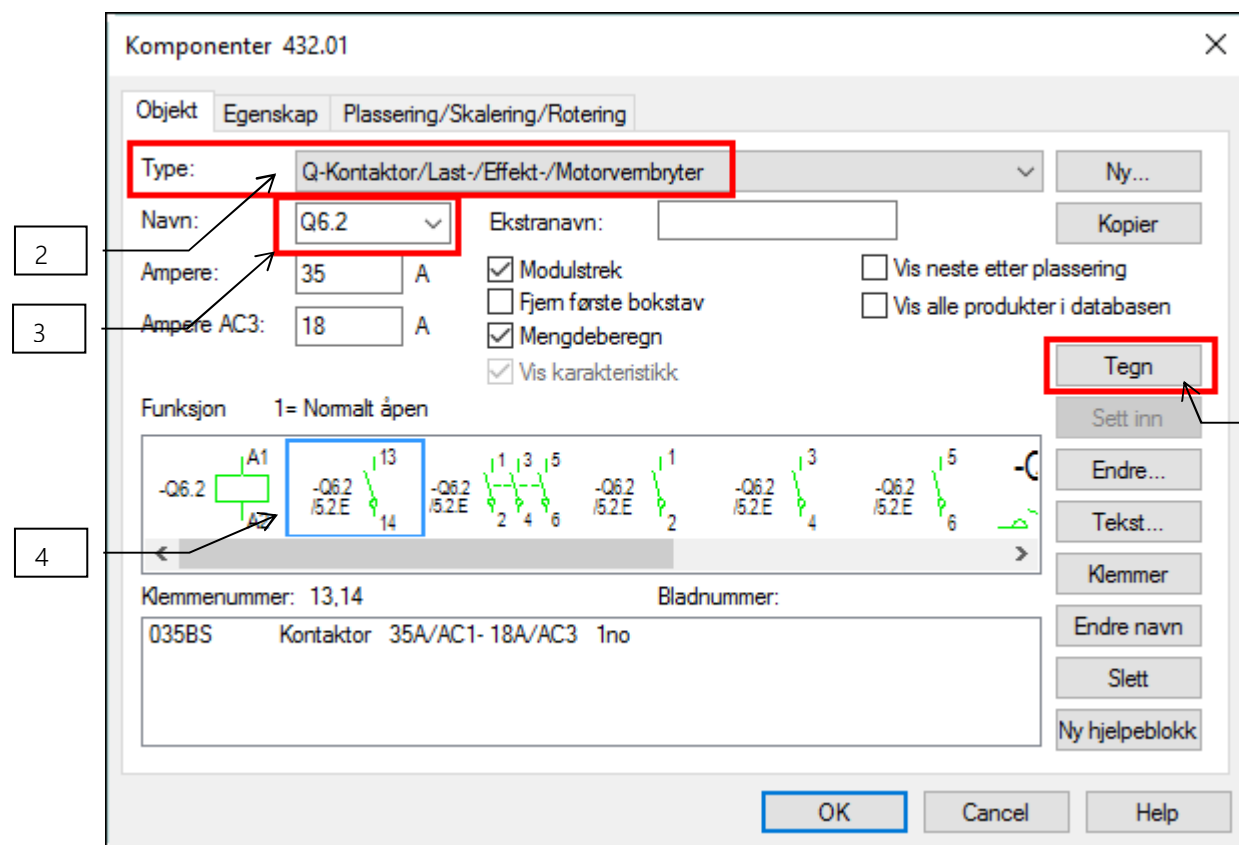 Komponenter 432.01
Objekt Egenskap Plassering/Skalering/Rotering
Type: Q-Kontaktor/Last-/Effekt-/Motorvernbryter Ny...
Navn: Q6.2 Ekstranavn: Kopier
2
Ampere: 35 A Modulstrek Vis neste etter plassering
Fjern første bokstav Vis alle produkter i databasen
3
Ampere AC3: 18 A Mengdeberegn
Vis karakteristikk Tegn
Funksjon 1= Normalt åpen Sett inn
A1 13 1 3 5 1 3 5 -Q
-Q6.2 -Q6.2 -Q6.2 -Q6.2 -Q6.2 -Q6.2 Endre...
/5.2.E /5.2.E /5.2.E /5.2.E /5.2.E
A2 14 2 4 6 2 4 6 Tekst...
4
Klemmer
Klemmenummer: 13,14 Bladnummer:
035BS Kontaktor 35A/AC1- 18A/AC3 1no Endre navn
Slett
Ny hjelpeblokk
OK Cancel Help